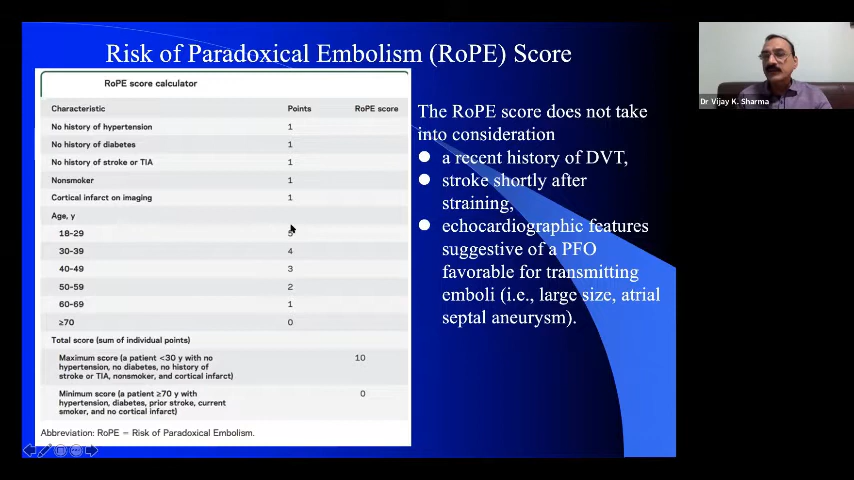 Risk of Paradoxical Embolism (RoPE) Score
RoPE score calculator
Characteristic Points RoPE score
No history of hypertension 1
No history of diabetes 1
No history of stroke or TIA 1
Nonsmoker 1
Cortical infarct on imaging 1
Age, y
18-29 5
30-39 4
40-49 3
50-59 2
60-69 1
≥70 0
Total score (sum of individual points)
Maximum score (a patient <30 y with no 10
hypertension, no diabetes, no history of
stroke or TIA, nonsmoker, and cortical infarct)
Minimum score (a patient ≥70 y with 0
hypertension, diabetes, prior stroke, current
smoker, and no cortical infarct)
Abbreviation: RoPE = Risk of Paradoxical Embolism.
The RoPE score does not take
into consideration
● a recent history of DVT,
● stroke shortly after
straining,
● echocardiographic features
suggestive of a PFO
favorable for transmitting
emboli (i.e., large size, atrial
septal aneurysm).
Dr Vijay K. Sharma